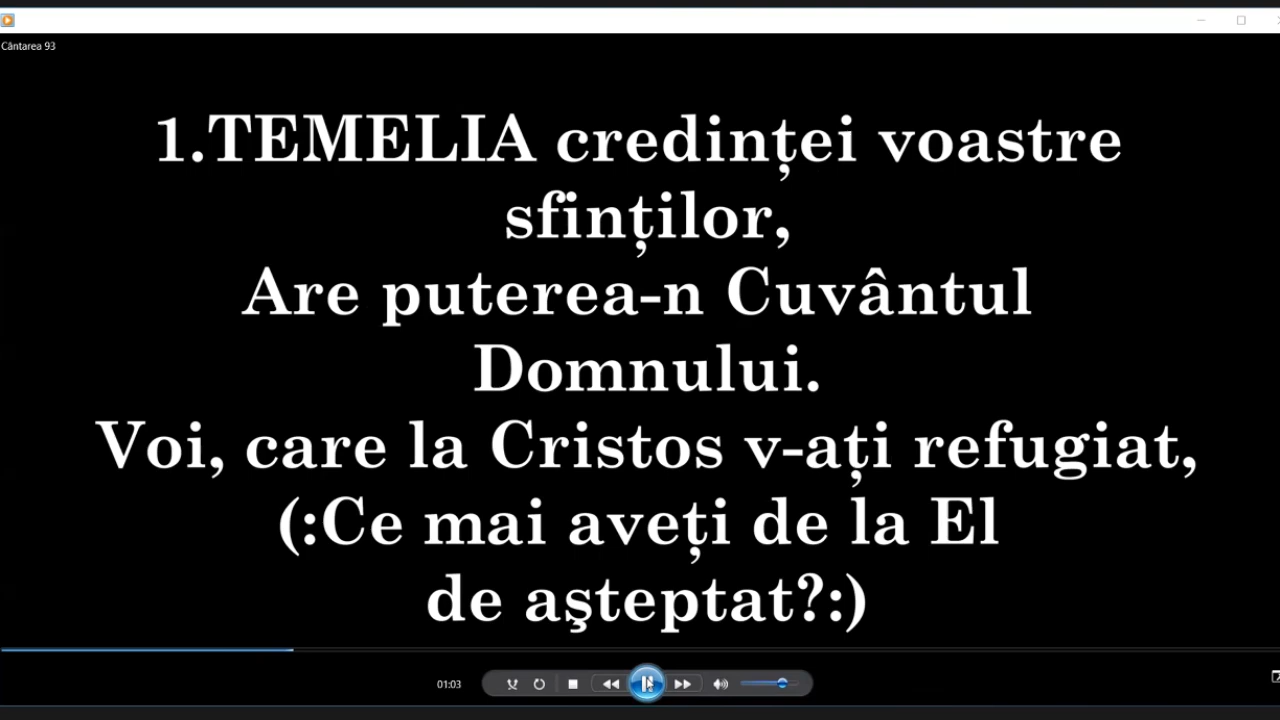 Cântarea 93
1.TEMELIA credinței voastre
sfinților,
Are puterea-n Cuvântul
Domnului.
Voi, care la Cristos v-ați refugiat,
(:Ce mai aveți de la El
de aşteptat?:)
01:03